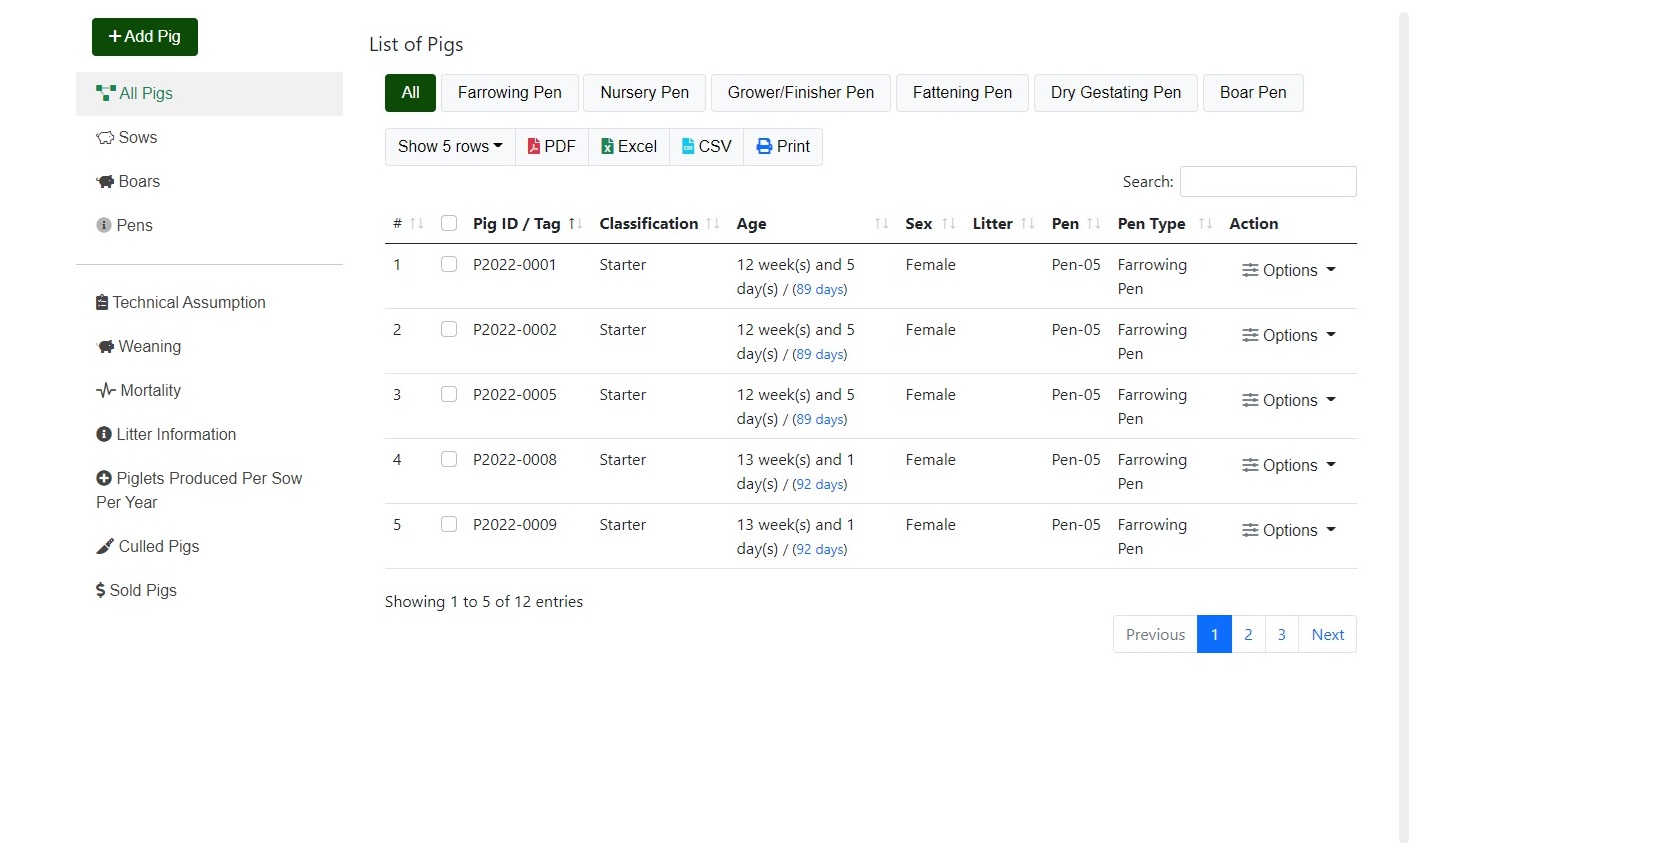 Add Pig
All Pigs
Sows
Boars
Pens
Technical Assumption
Weaning
Mortality
Litter Information
Piglets Produced Per Sow
Per Year
Culled Pigs
Sold Pigs
List of Pigs
All Farrowing Pen Nursery Pen Grower/Finisher Pen Fattening Pen Dry Gestating Pen Boar Pen
Show 5 rows PDF Excel CSV Print
Search:
# Pig ID / Tag Classification Age Sex Litter Pen Pen Type Action
1 P2022-0001 Starter 12 week(s) and 5 Female Pen-05 Farrowing Options
day(s) / (89 days) Pen
2 P2022-0002 Starter 12 week(s) and 5 Female Pen-05 Farrowing Options
day(s) / (89 days) Pen
3 P2022-0005 Starter 12 week(s) and 5 Female Pen-05 Farrowing Options
day(s) / (89 days) Pen
4 P2022-0008 Starter 13 week(s) and 1 Female Pen-05 Farrowing Options
day(s) / (92 days) Pen
5 P2022-0009 Starter 13 week(s) and 1 Female Pen-05 Farrowing Options
day(s) / (92 days) Pen
Showing 1 to 5 of 12 entries
Previous 1 2 3 Next